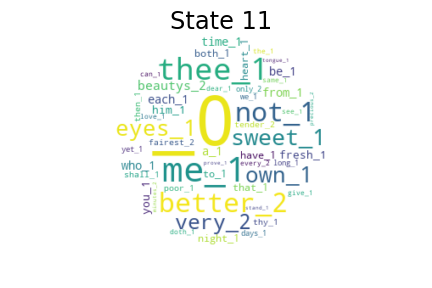 State 11
time_1 the_1
both_1 heart_1 tongue_1
thee_1 be_1
can_1 same_1
beautys_2 dear_1 only_2 from_1
each_1 we_1
then_1 him_1 _0 not_1 see_1
love_1 tender_2
eyes_1 sweet_1
fairest_2
yet_1 a_1 have_1 fresh_1
who_1 me_1 prove_1 every_2 long_1
shall_1 to_1 own_1
poor_1 that_1 give_1
you_1 better_2 stand_1
very_2 thy_1
doth_1 days_1
night_1